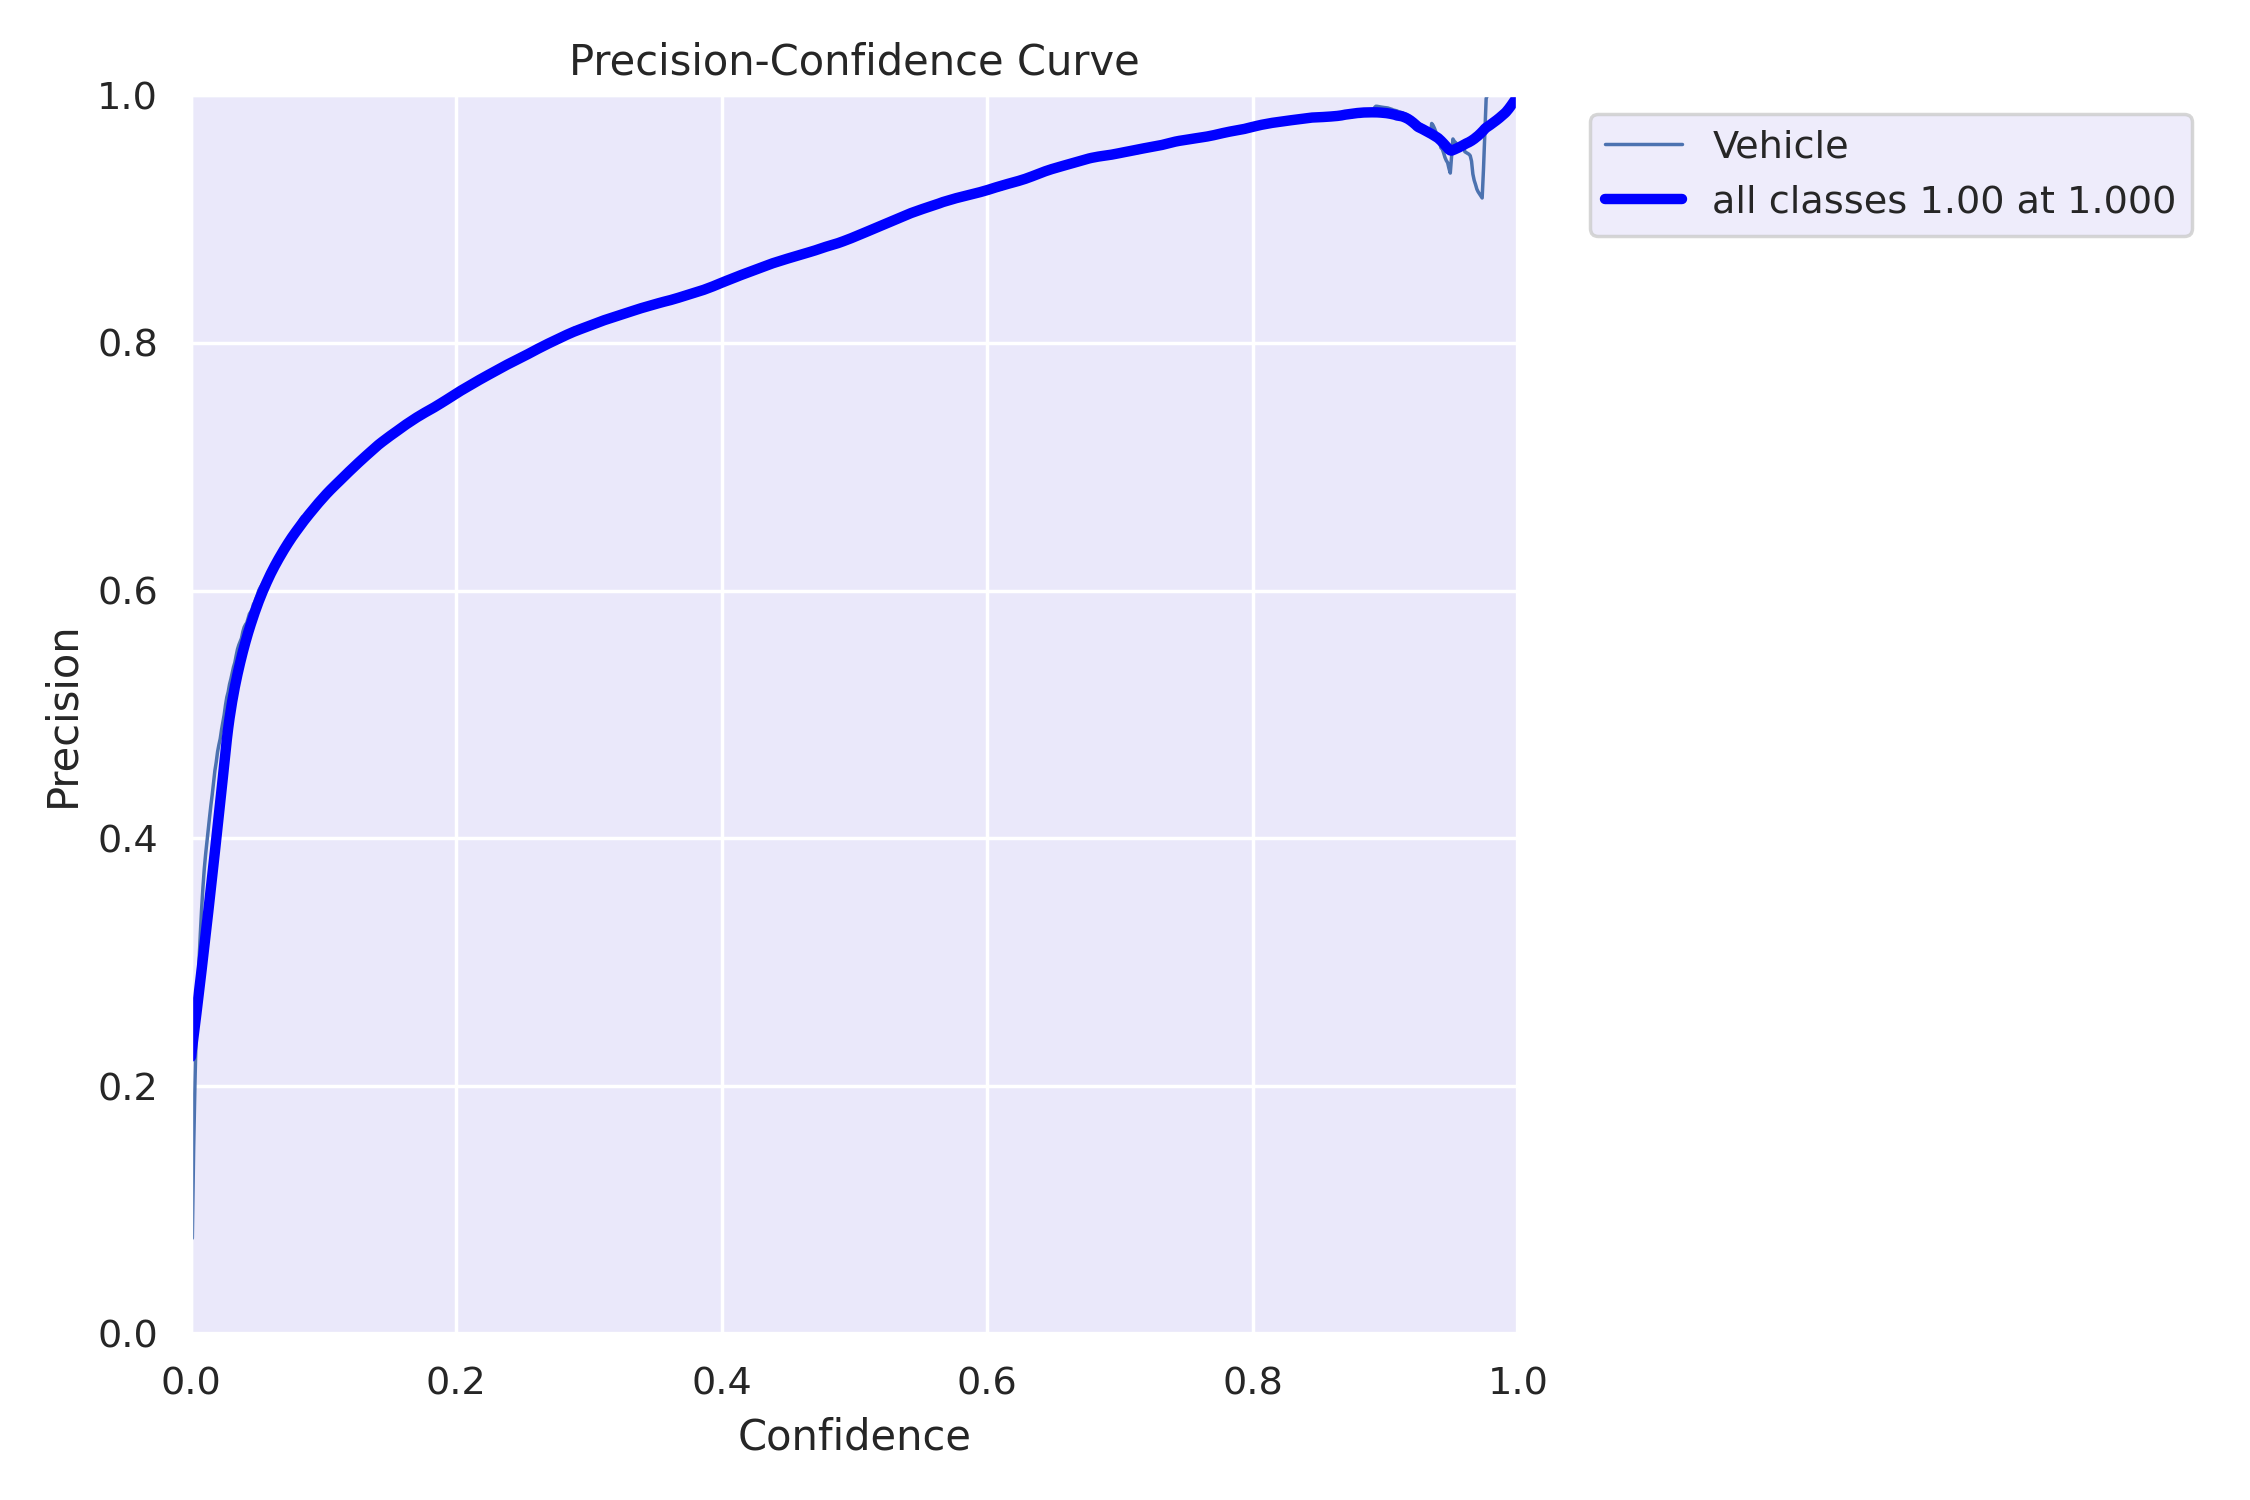 Precision-Confidence Curve
1.0
0.8
0.6
0.4
0.2
0.0
Precision
0.0 0.2 0.4 0.6 0.8 1.0
Confidence
Vehicle
all classes 1.00 at 1.000